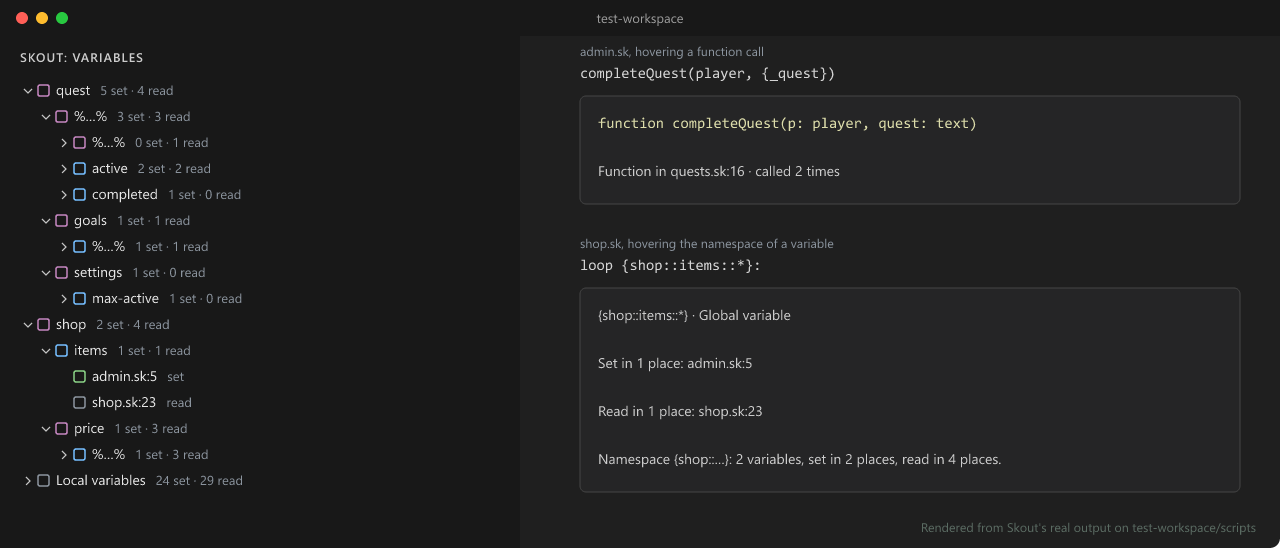 test-workspace
SKOUT: VARIABLES
quest 5 set · 4 read
%...% 3 set · 3 read
%...% 0 set · 1 read
active 2 set · 2 read
completed 1 set · 0 read
goals 1 set · 1 read
%...% 1 set · 1 read
settings 1 set · 0 read
max-active 1 set · 0 read
shop 2 set · 4 read
items 1 set · 1 read
admin.sk:5 set
shop.sk:23 read
price 1 set · 3 read
%...% 1 set · 3 read
Local variables 24 set · 29 read
admin.sk, hovering a function call
completeQuest(player, {_quest})
function completeQuest(p: player, quest: text)
Function in quests.sk:16 · called 2 times
shop.sk, hovering the namespace of a variable
loop {shop::items::*}:
{shop::items::*} · Global variable
Set in 1 place: admin.sk:5
Read in 1 place: shop.sk:23
Namespace {shop::...}: 2 variables, set in 2 places, read in 4 places.
Rendered from Skout's real output on test-workspace/scripts